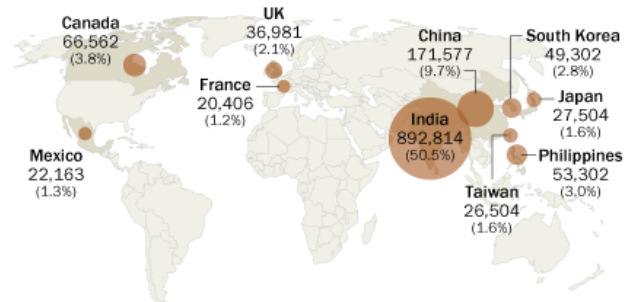 Canada
66,562
(3.8%)
UK
36,981
(2.1%)
France
20,406
(1.2%)
China
171,577
(9.7%)
South Korea
49,302
(2.8%)
Japan
27,504
(1.6%)
India
892,814
(50.5%)
Philippines
53,302
(3.0%)
Taiwan
26,504
(1.6%)
Mexico
22,163
(1.3%)